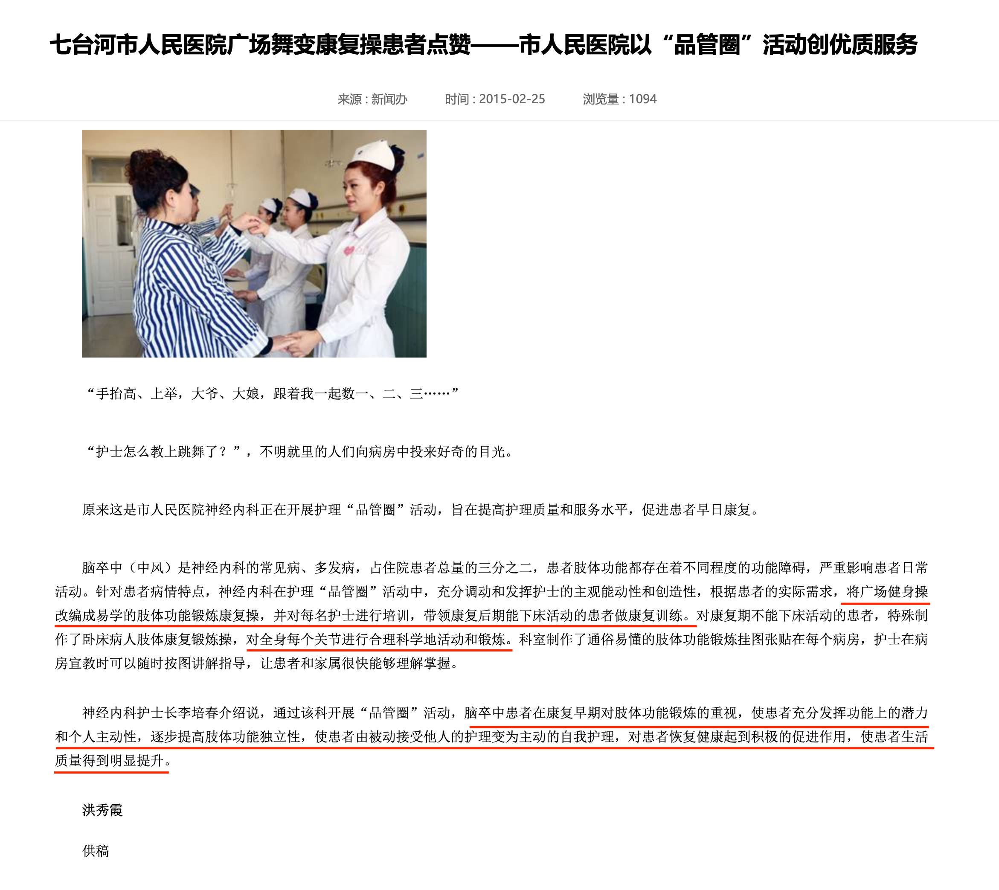 七台河市人民医院广场舞变康复操患者点赞——市人民医院以“品管圈”活动创优质服务
来源 : 新闻办 时间 : 2015-02-25 浏览量 : 1094
“手抬高、上举，大爷、大娘，跟着我一起数一、二、三……”
“护士怎么教上跳舞了？”，不明就里的人们向病房中投来好奇的目光。
原来这是市人民医院神经内科正在开展护理“品管圈”活动，旨在提高护理质量和服务水平，促进患者早日康复。
脑卒中（中风）是神经内科的常见病、多发病，占住院患者总量的三分之二，患者肢体功能都存在着不同程度的功能障碍，严重影响患者日常
活动。针对患者病情特点，神经内科在护理“品管圈”活动中，充分调动和发挥护士的主观能动性和创造性，根据患者的实际需求，将广场健身操
改编成易学的肢体功能锻炼康复操，并对每名护士进行培训，带领康复后期能下床活动的患者做康复训练。对康复期不能下床活动的患者，特殊制
作了卧床病人肢体康复锻炼操，对全身每个关节进行合理科学地活动和锻炼。科室制作了通俗易懂的肢体功能锻炼挂图张贴在每个病房，护士在病
房宣教时可以随时按图讲解指导，让患者和家属很快能够理解掌握。
神经内科护士长李培春介绍说，通过该科开展“品管圈”活动，脑卒中患者在康复早期对肢体功能锻炼的重视，使患者充分发挥功能上的潜力
和个人主动性，逐步提高肢体功能独立性，使患者由被动接受他人的护理变为主动的自我护理，对患者恢复健康起到积极的促进作用，使患者生活
质量得到明显提升。
洪秀霞
供稿